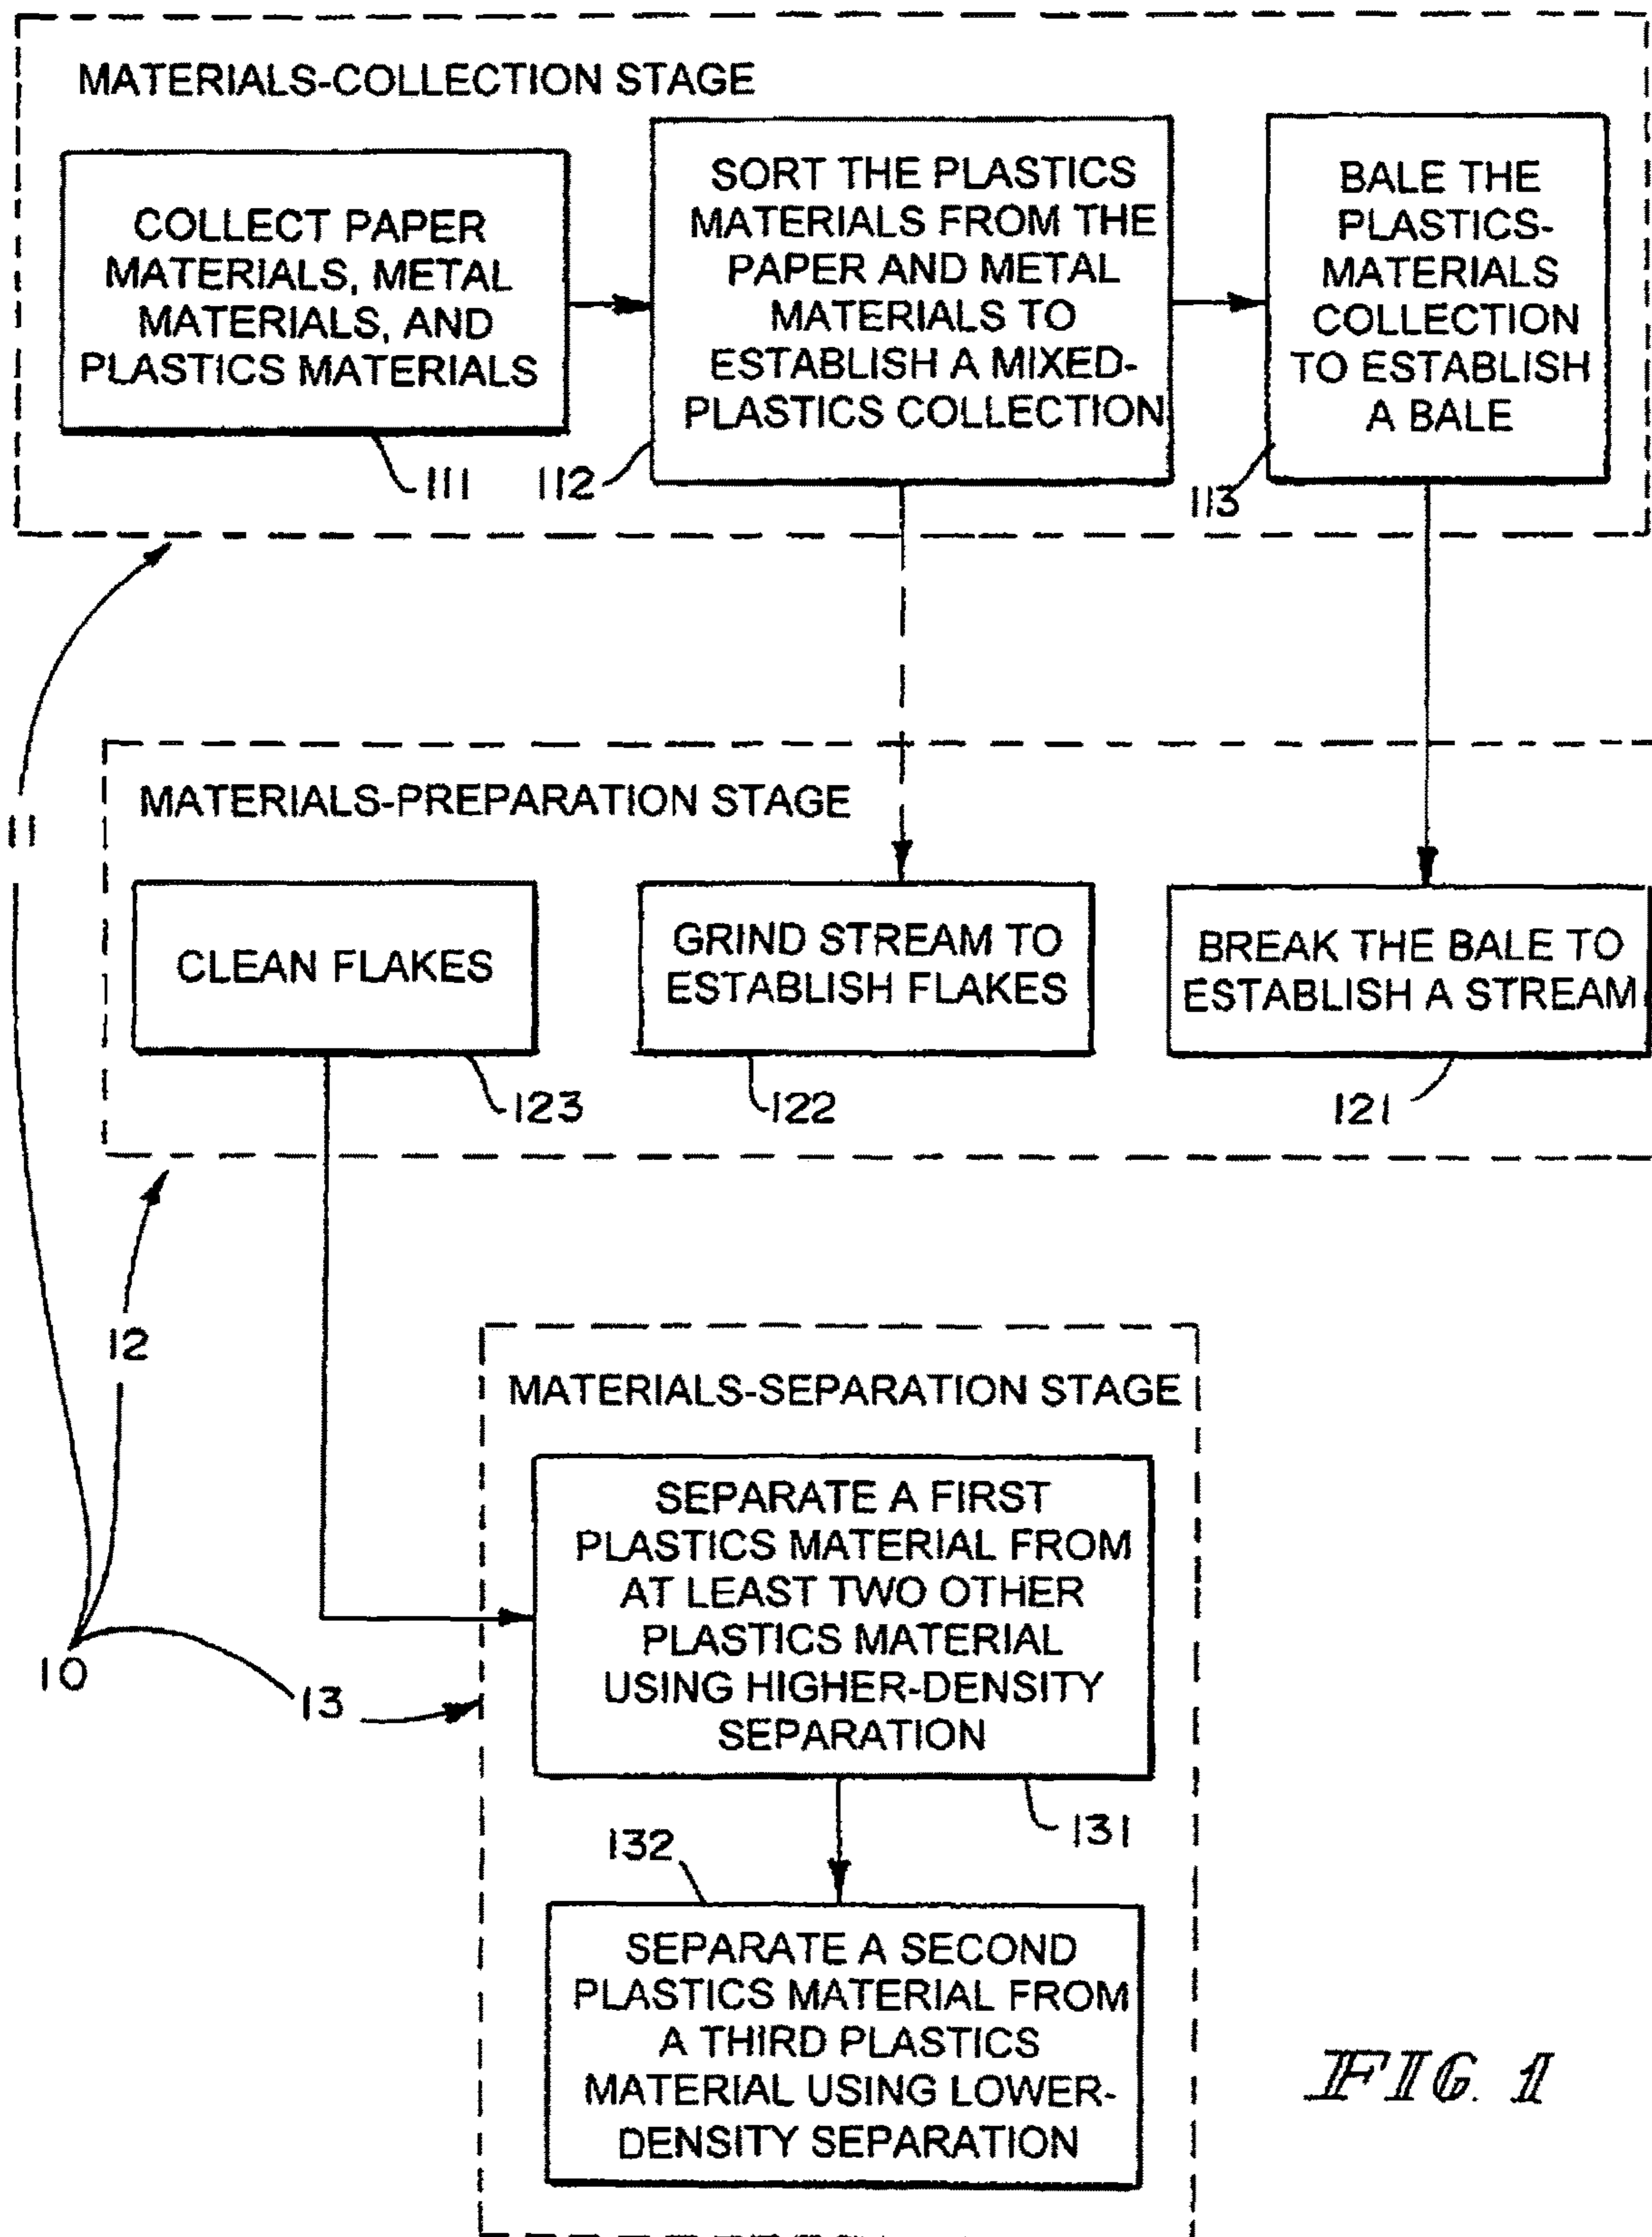 MATERIALS-COLLECTION STAGE
COLLECT PAPER
MATERIALS, METAL
MATERIALS, AND
PLASTICS MATERIALS
111
SORT THE PLASTICS
MATERIALS FROM THE
PAPER AND METAL
MATERIALS TO
ESTABLISH A MIXED-
PLASTICS COLLECTION
112
BALE THE
PLASTICS-
MATERIALS
COLLECTION
TO ESTABLISH
A BALE
113
11
MATERIALS-PREPARATION STAGE
CLEAN FLAKES
123
GRIND STREAM TO
ESTABLISH FLAKES
122
BREAK THE BALE TO
ESTABLISH A STREAM
121
12
10
13
MATERIALS-SEPARATION STAGE
SEPARATE A FIRST
PLASTICS MATERIAL FROM
AT LEAST TWO OTHER
PLASTICS MATERIAL
USING HIGHER-DENSITY
SEPARATION
131
132
SEPARATE A SECOND
PLASTICS MATERIAL FROM
A THIRD PLASTICS
MATERIAL USING LOWER-
DENSITY SEPARATION
FIG. 1